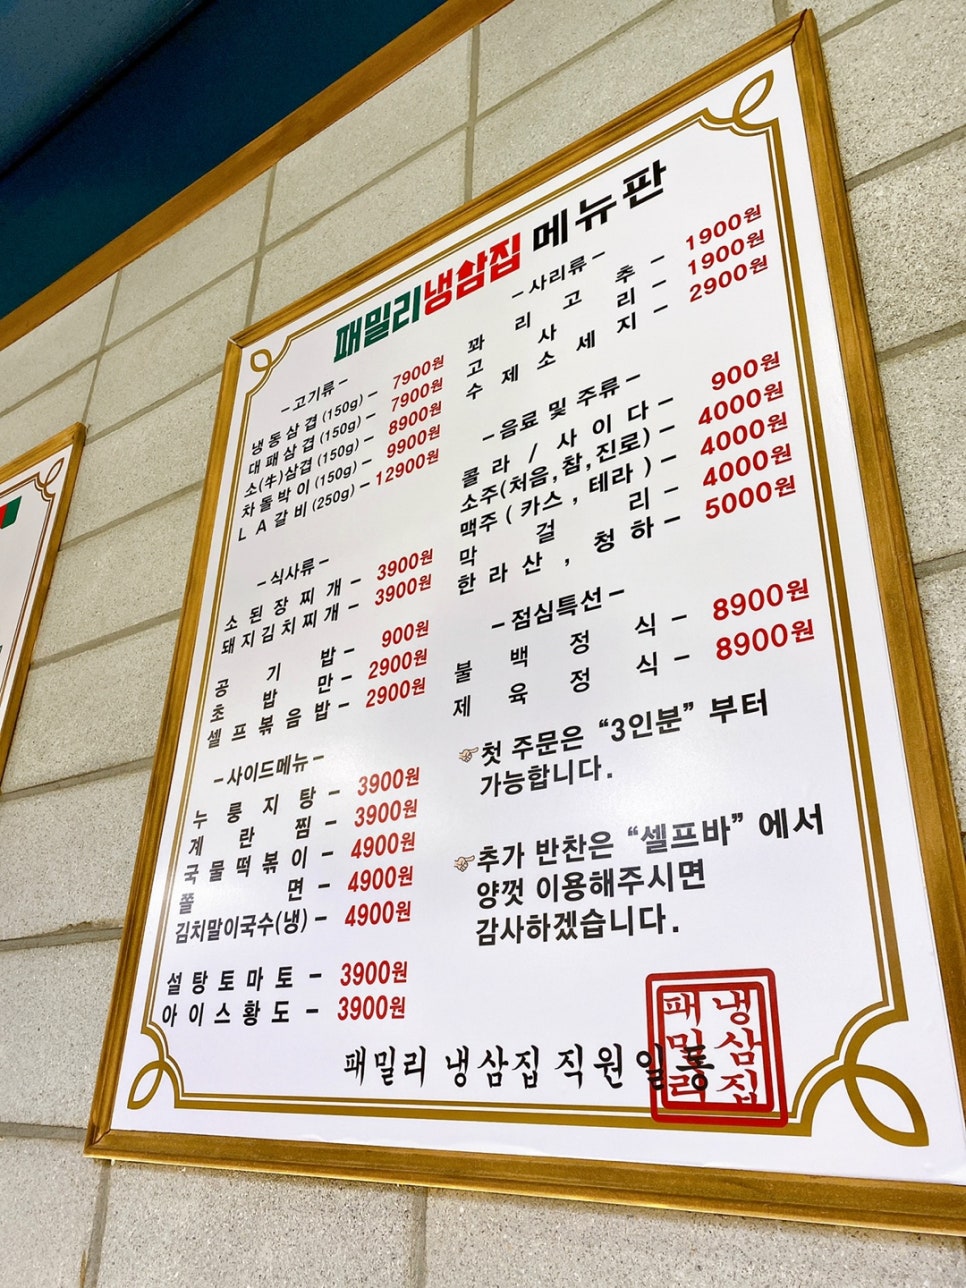 패밀리냉삼집 메뉴판
-고기류-
냉동삼겹(150g)- 7900원
대패삼겹(150g)- 7900원
소(牛)삼겹(150g)- 8900원
차돌박이(150g)- 9900원
LA갈비(250g)-12900원
-식사류-
소된장찌개- 3900원
돼지김치찌개- 3900원
공기밥- 900원
초밥만- 2900원
셀프볶음밥- 2900원
-사이드메뉴-
누룽지탕- 3900원
계란찜- 3900원
국물떡볶이- 4900원
쫄면- 4900원
김치말이국수(냉)- 4900원
설탕토마토- 3900원
아이스황도- 3900원
-사리류-
꽈리고추- 1900원
고사리- 1900원
수제소세지- 2900원
-음료 및 주류-
콜라/사이다- 900원
소주(처음,참,진로)- 4000원
맥주(카스, 테라)- 4000원
막걸리- 4000원
한라산, 청하- 5000원
-점심특선-
불백정식- 8900원
제육정식- 8900원
첫 주문은 “3인분” 부터
가능합니다.
추가 반찬은 “셀프바” 에서
양껏 이용해주시면
감사하겠습니다.
패밀리 냉삼집 직원일동
패밀리
냉삼집